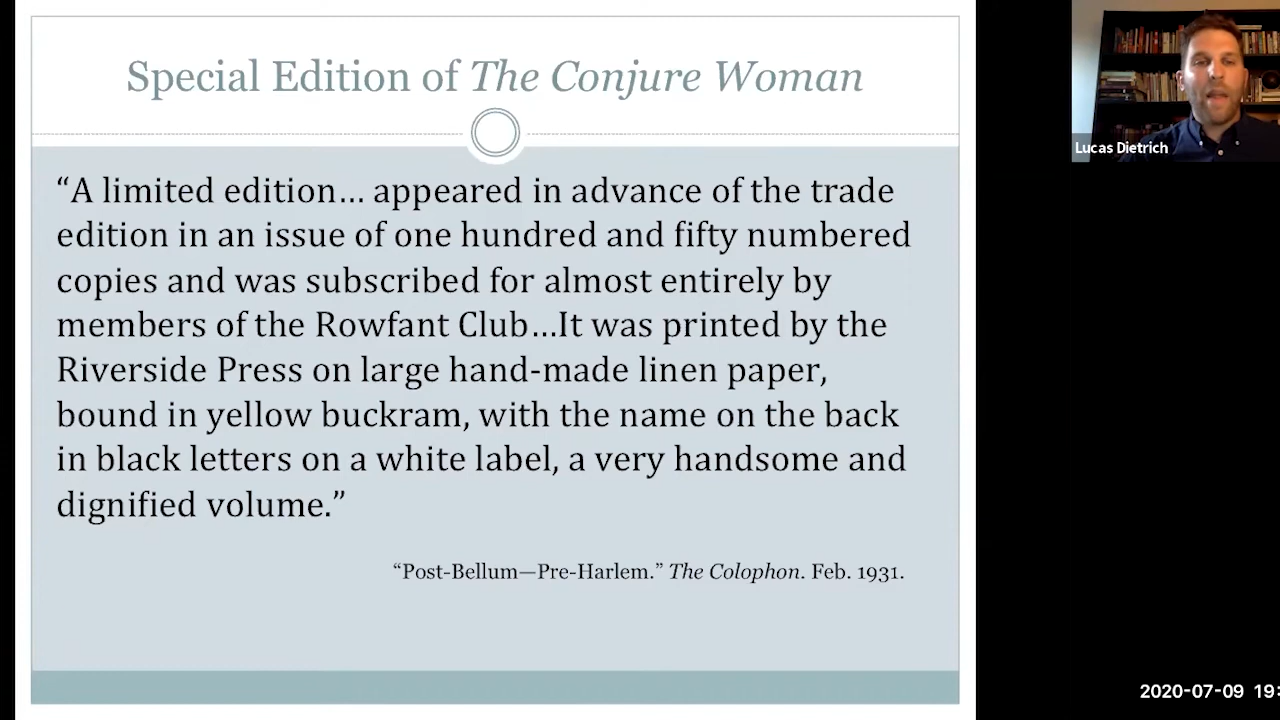 Special Edition of The Conjure Woman
“A limited edition… appeared in advance of the trade
edition in an issue of one hundred and fifty numbered
copies and was subscribed for almost entirely by
members of the Rowfant Club…It was printed by the
Riverside Press on large hand-made linen paper,
bound in yellow buckram, with the name on the back
in black letters on a white label, a very handsome and
dignified volume.”
“Post-Bellum—Pre-Harlem.” The Colophon. Feb. 1931.
Lucas Dietrich
2020-07-09 19: